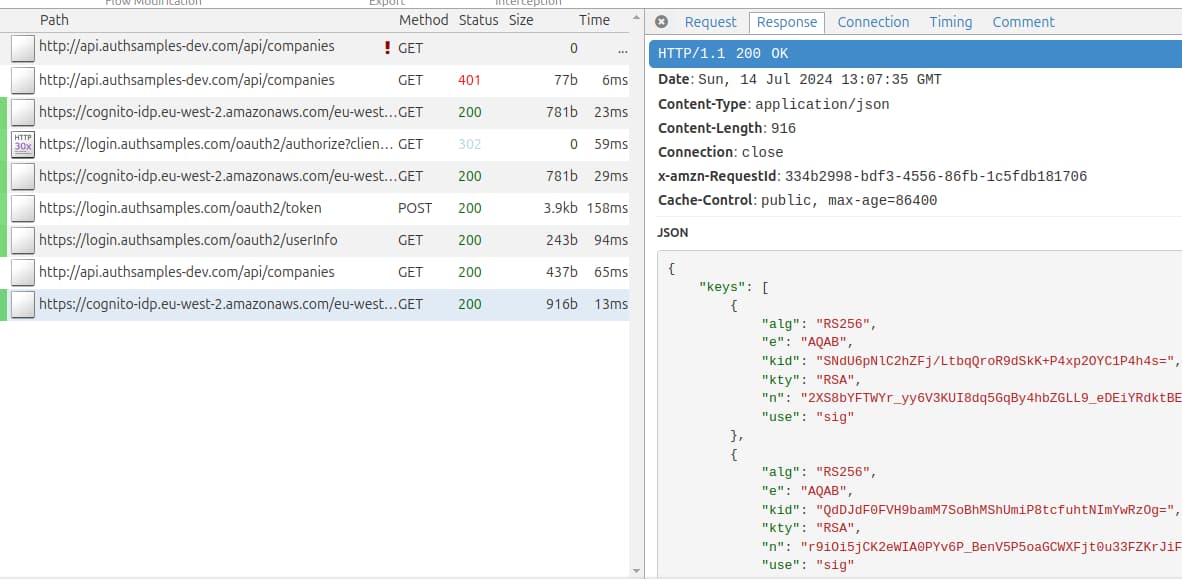 Flow Modification Export Interception
Path Method Status Size Time
http://api.authsamples-dev.com/api/companies ! GET 0 ...
http://api.authsamples-dev.com/api/companies GET 401 77b 6ms
https://cognito-idp.eu-west-2.amazonaws.com/eu-west... GET 200 781b 23ms
HTTP 30x https://login.authsamples.com/oauth2/authorize?clien... GET 302 0 59ms
https://cognito-idp.eu-west-2.amazonaws.com/eu-west... GET 200 781b 29ms
https://login.authsamples.com/oauth2/token POST 200 3.9kb 158ms
https://login.authsamples.com/oauth2/userInfo GET 200 243b 94ms
http://api.authsamples-dev.com/api/companies GET 200 437b 65ms
https://cognito-idp.eu-west-2.amazonaws.com/eu-west... GET 200 916b 13ms
Request Response Connection Timing Comment
HTTP/1.1 200 OK
Date: Sun, 14 Jul 2024 13:07:35 GMT
Content-Type: application/json
Content-Length: 916
Connection: close
x-amzn-RequestId: 334b2998-bdf3-4556-86fb-1c5fdb181706
Cache-Control: public, max-age=86400
JSON
{
"keys": [
{
"alg": "RS256",
"e": "AQAB",
"kid": "SNdU6pNlC2hZFj/LtbqQroR9dSkK+P4xp2OYC1P4h4s=",
"kty": "RSA",
"n": "2XS8bYFTWYr_yy6V3KUI8dq5GqBy4hbZGLL9_eDEiYRdktBE
"use": "sig"
},
{
"alg": "RS256",
"e": "AQAB",
"kid": "QdDJdF0FVH9bamM7SoBhMShUmiP8tcfuhtNImYwRzOg=",
"kty": "RSA",
"n": "r9iOi5jCK2eWIA0PYv6P_BenV5P5oaGCWXFjt0u33FZKrJiF
"use": "sig"